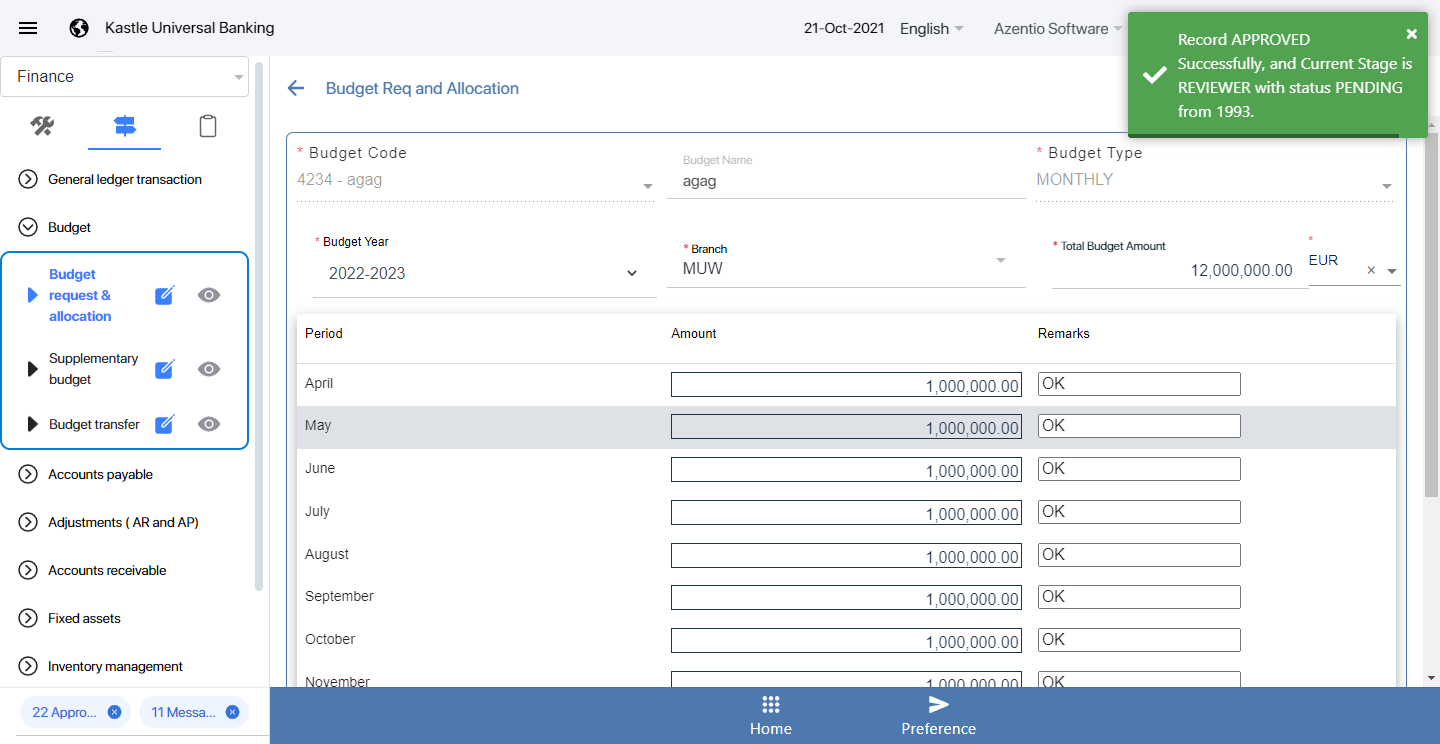 Kastle Universal Banking
21-Oct-2021
English
Azentio Software
Record APPROVED
Successfully, and Current Stage is
REVIEWER with status PENDING
from 1993.
Finance
General ledger transaction
Budget
Budget
request &
allocation
Supplementary
budget
Budget transfer
Accounts payable
Adjustments ( AR and AP)
Accounts receivable
Fixed assets
Inventory management
22 Appro...
11 Messa...
Budget Req and Allocation
* Budget Code
4234 - agag
Budget Name
agag
* Budget Type
MONTHLY
* Budget Year
2022-2023
* Branch
MUW
* Total Budget Amount
12,000,000.00
*
EUR
Period Amount Remarks
April 1,000,000.00 OK
May 1,000,000.00 OK
June 1,000,000.00 OK
July 1,000,000.00 OK
August 1,000,000.00 OK
September 1,000,000.00 OK
October 1,000,000.00 OK
November 1,000,000.00 OK
Home
Preference